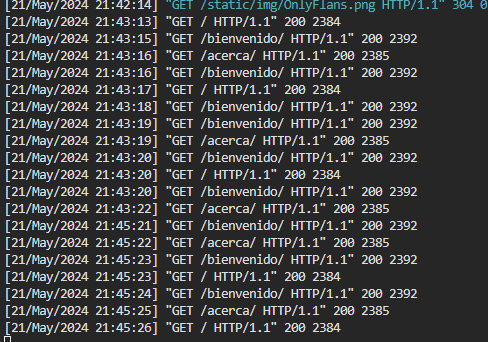 [21/May/2024 21:42:14] "GET /static/img/OnlyFlans.png HTTP/1.1" 304 0
[21/May/2024 21:43:13] "GET / HTTP/1.1" 200 2384
[21/May/2024 21:43:15] "GET /bienvenido/ HTTP/1.1" 200 2392
[21/May/2024 21:43:16] "GET /acerca/ HTTP/1.1" 200 2385
[21/May/2024 21:43:16] "GET /bienvenido/ HTTP/1.1" 200 2392
[21/May/2024 21:43:17] "GET / HTTP/1.1" 200 2384
[21/May/2024 21:43:18] "GET /bienvenido/ HTTP/1.1" 200 2392
[21/May/2024 21:43:19] "GET /bienvenido/ HTTP/1.1" 200 2392
[21/May/2024 21:43:19] "GET /acerca/ HTTP/1.1" 200 2385
[21/May/2024 21:43:20] "GET /bienvenido/ HTTP/1.1" 200 2392
[21/May/2024 21:43:20] "GET / HTTP/1.1" 200 2384
[21/May/2024 21:43:20] "GET /bienvenido/ HTTP/1.1" 200 2392
[21/May/2024 21:43:22] "GET /acerca/ HTTP/1.1" 200 2385
[21/May/2024 21:45:21] "GET /bienvenido/ HTTP/1.1" 200 2392
[21/May/2024 21:45:22] "GET /acerca/ HTTP/1.1" 200 2385
[21/May/2024 21:45:23] "GET /bienvenido/ HTTP/1.1" 200 2392
[21/May/2024 21:45:23] "GET / HTTP/1.1" 200 2384
[21/May/2024 21:45:24] "GET /bienvenido/ HTTP/1.1" 200 2392
[21/May/2024 21:45:25] "GET /acerca/ HTTP/1.1" 200 2385
[21/May/2024 21:45:26] "GET / HTTP/1.1" 200 2384